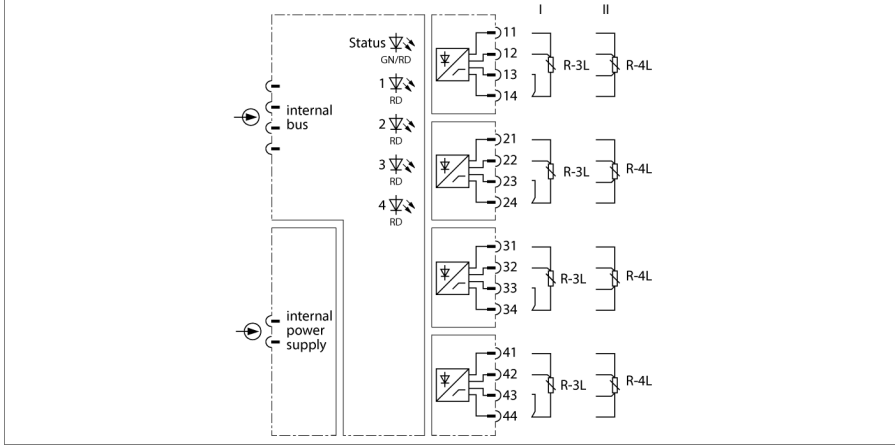 I II
Status
GN/RD
1
RD
2
RD
3
RD
4
RD
internal
bus
internal
power
supply
11
12
13
14
R-3L R-4L
21
22
23
24
R-3L R-4L
31
32
33
34
R-3L R-4L
41
42
43
44
R-3L R-4L